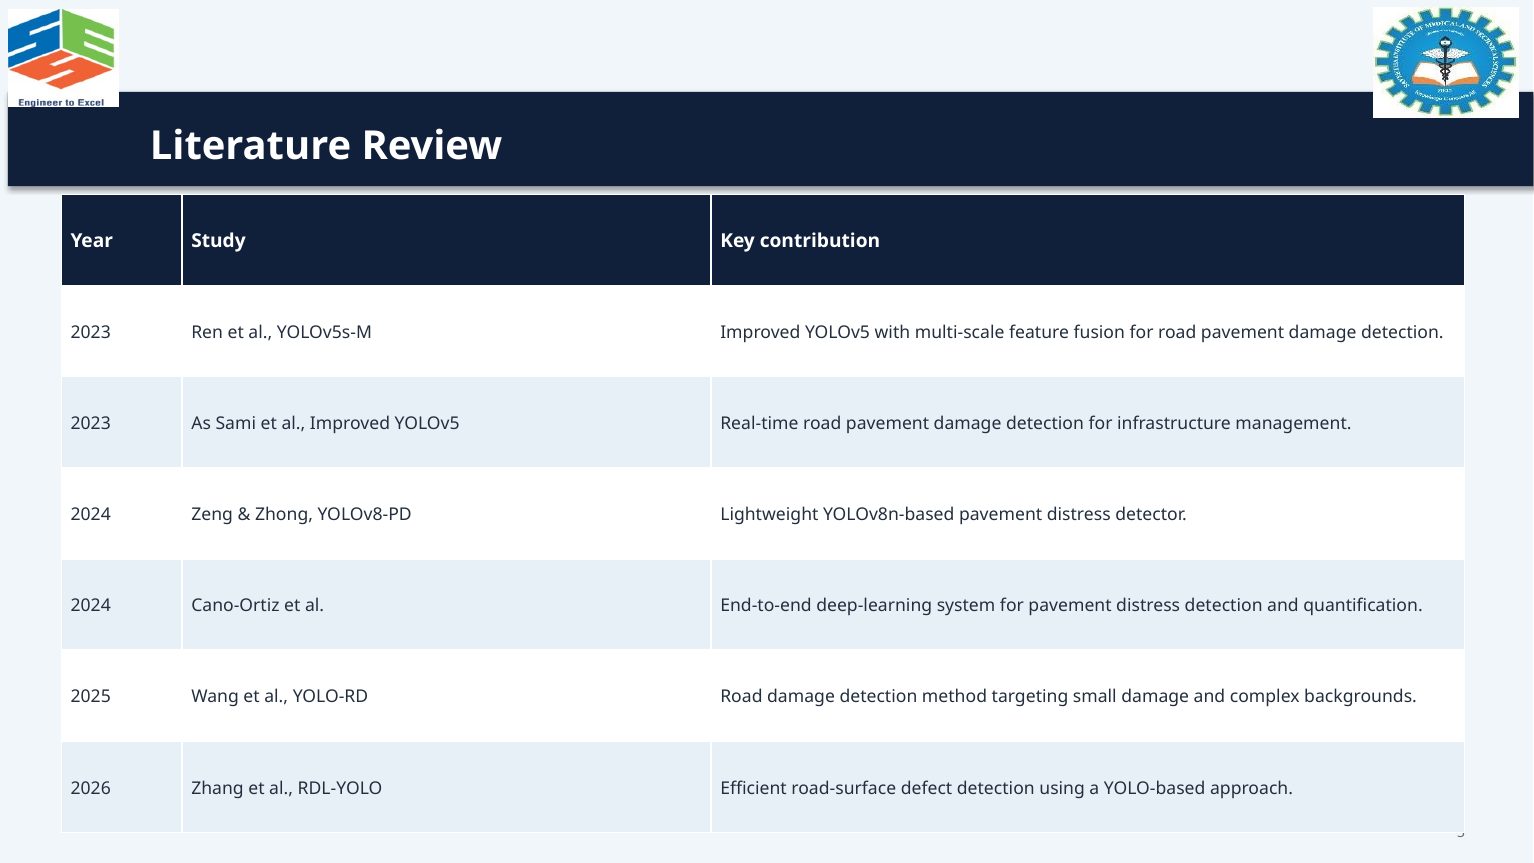 Engineer to Excel
Literature Review
Year Study Key contribution
2023 Ren et al., YOLOv5s-M Improved YOLOv5 with multi-scale feature fusion for road pavement damage detection.
2023 As Sami et al., Improved YOLOv5 Real-time road pavement damage detection for infrastructure management.
2024 Zeng & Zhong, YOLOv8-PD Lightweight YOLOv8n-based pavement distress detector.
2024 Cano-Ortiz et al. End-to-end deep-learning system for pavement distress detection and quantification.
2025 Wang et al., YOLO-RD Road damage detection method targeting small damage and complex backgrounds.
2026 Zhang et al., RDL-YOLO Efficient road-surface defect detection using a YOLO-based approach.